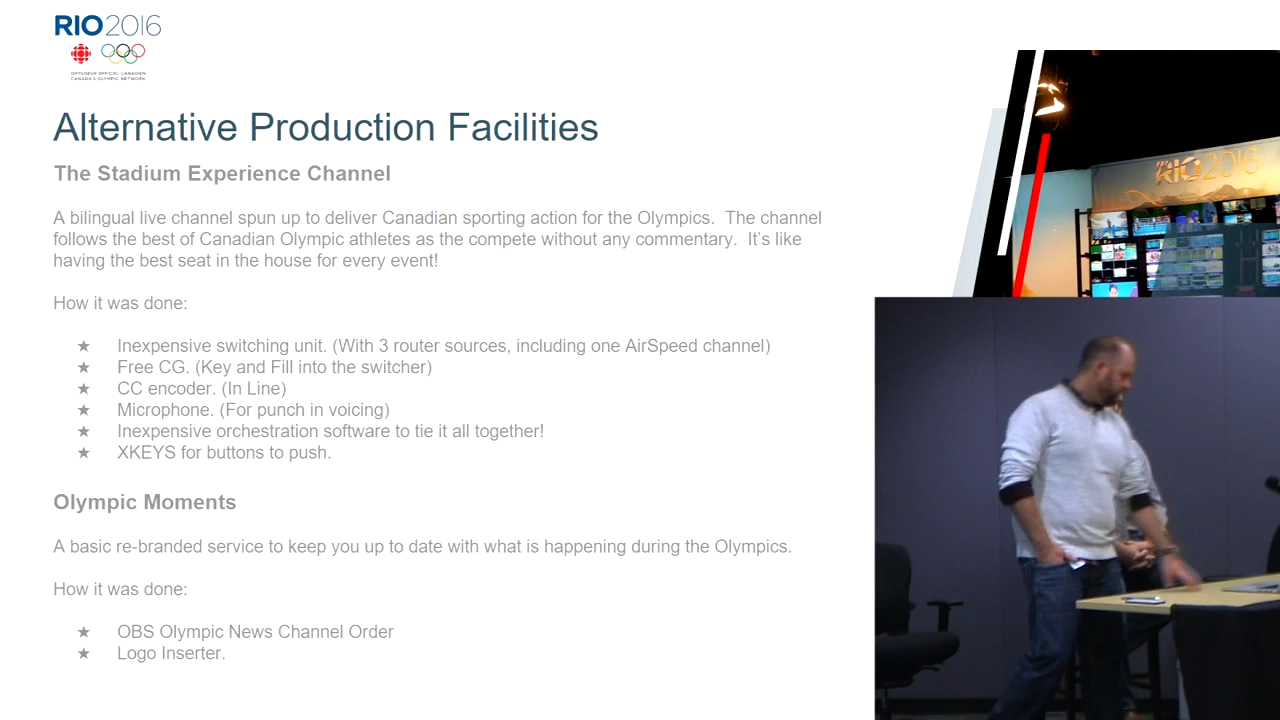 RIO2016
DIFFUSEUR OFFICIEL CANADIEN
CANADA'S OLYMPIC NETWORK
Alternative Production Facilities
The Stadium Experience Channel
A bilingual live channel spun up to deliver Canadian sporting action for the Olympics.  The channel
follows the best of Canadian Olympic athletes as the compete without any commentary.  It's like
having the best seat in the house for every event!
How it was done:
★ Inexpensive switching unit. (With 3 router sources, including one AirSpeed channel)
★ Free CG. (Key and Fill into the switcher)
★ CC encoder. (In Line)
★ Microphone. (For punch in voicing)
★ Inexpensive orchestration software to tie it all together!
★ XKEYS for buttons to push.
Olympic Moments
A basic re-branded service to keep you up to date with what is happening during the Olympics.
How it was done:
★ OBS Olympic News Channel Order
★ Logo Inserter.
RIO2016